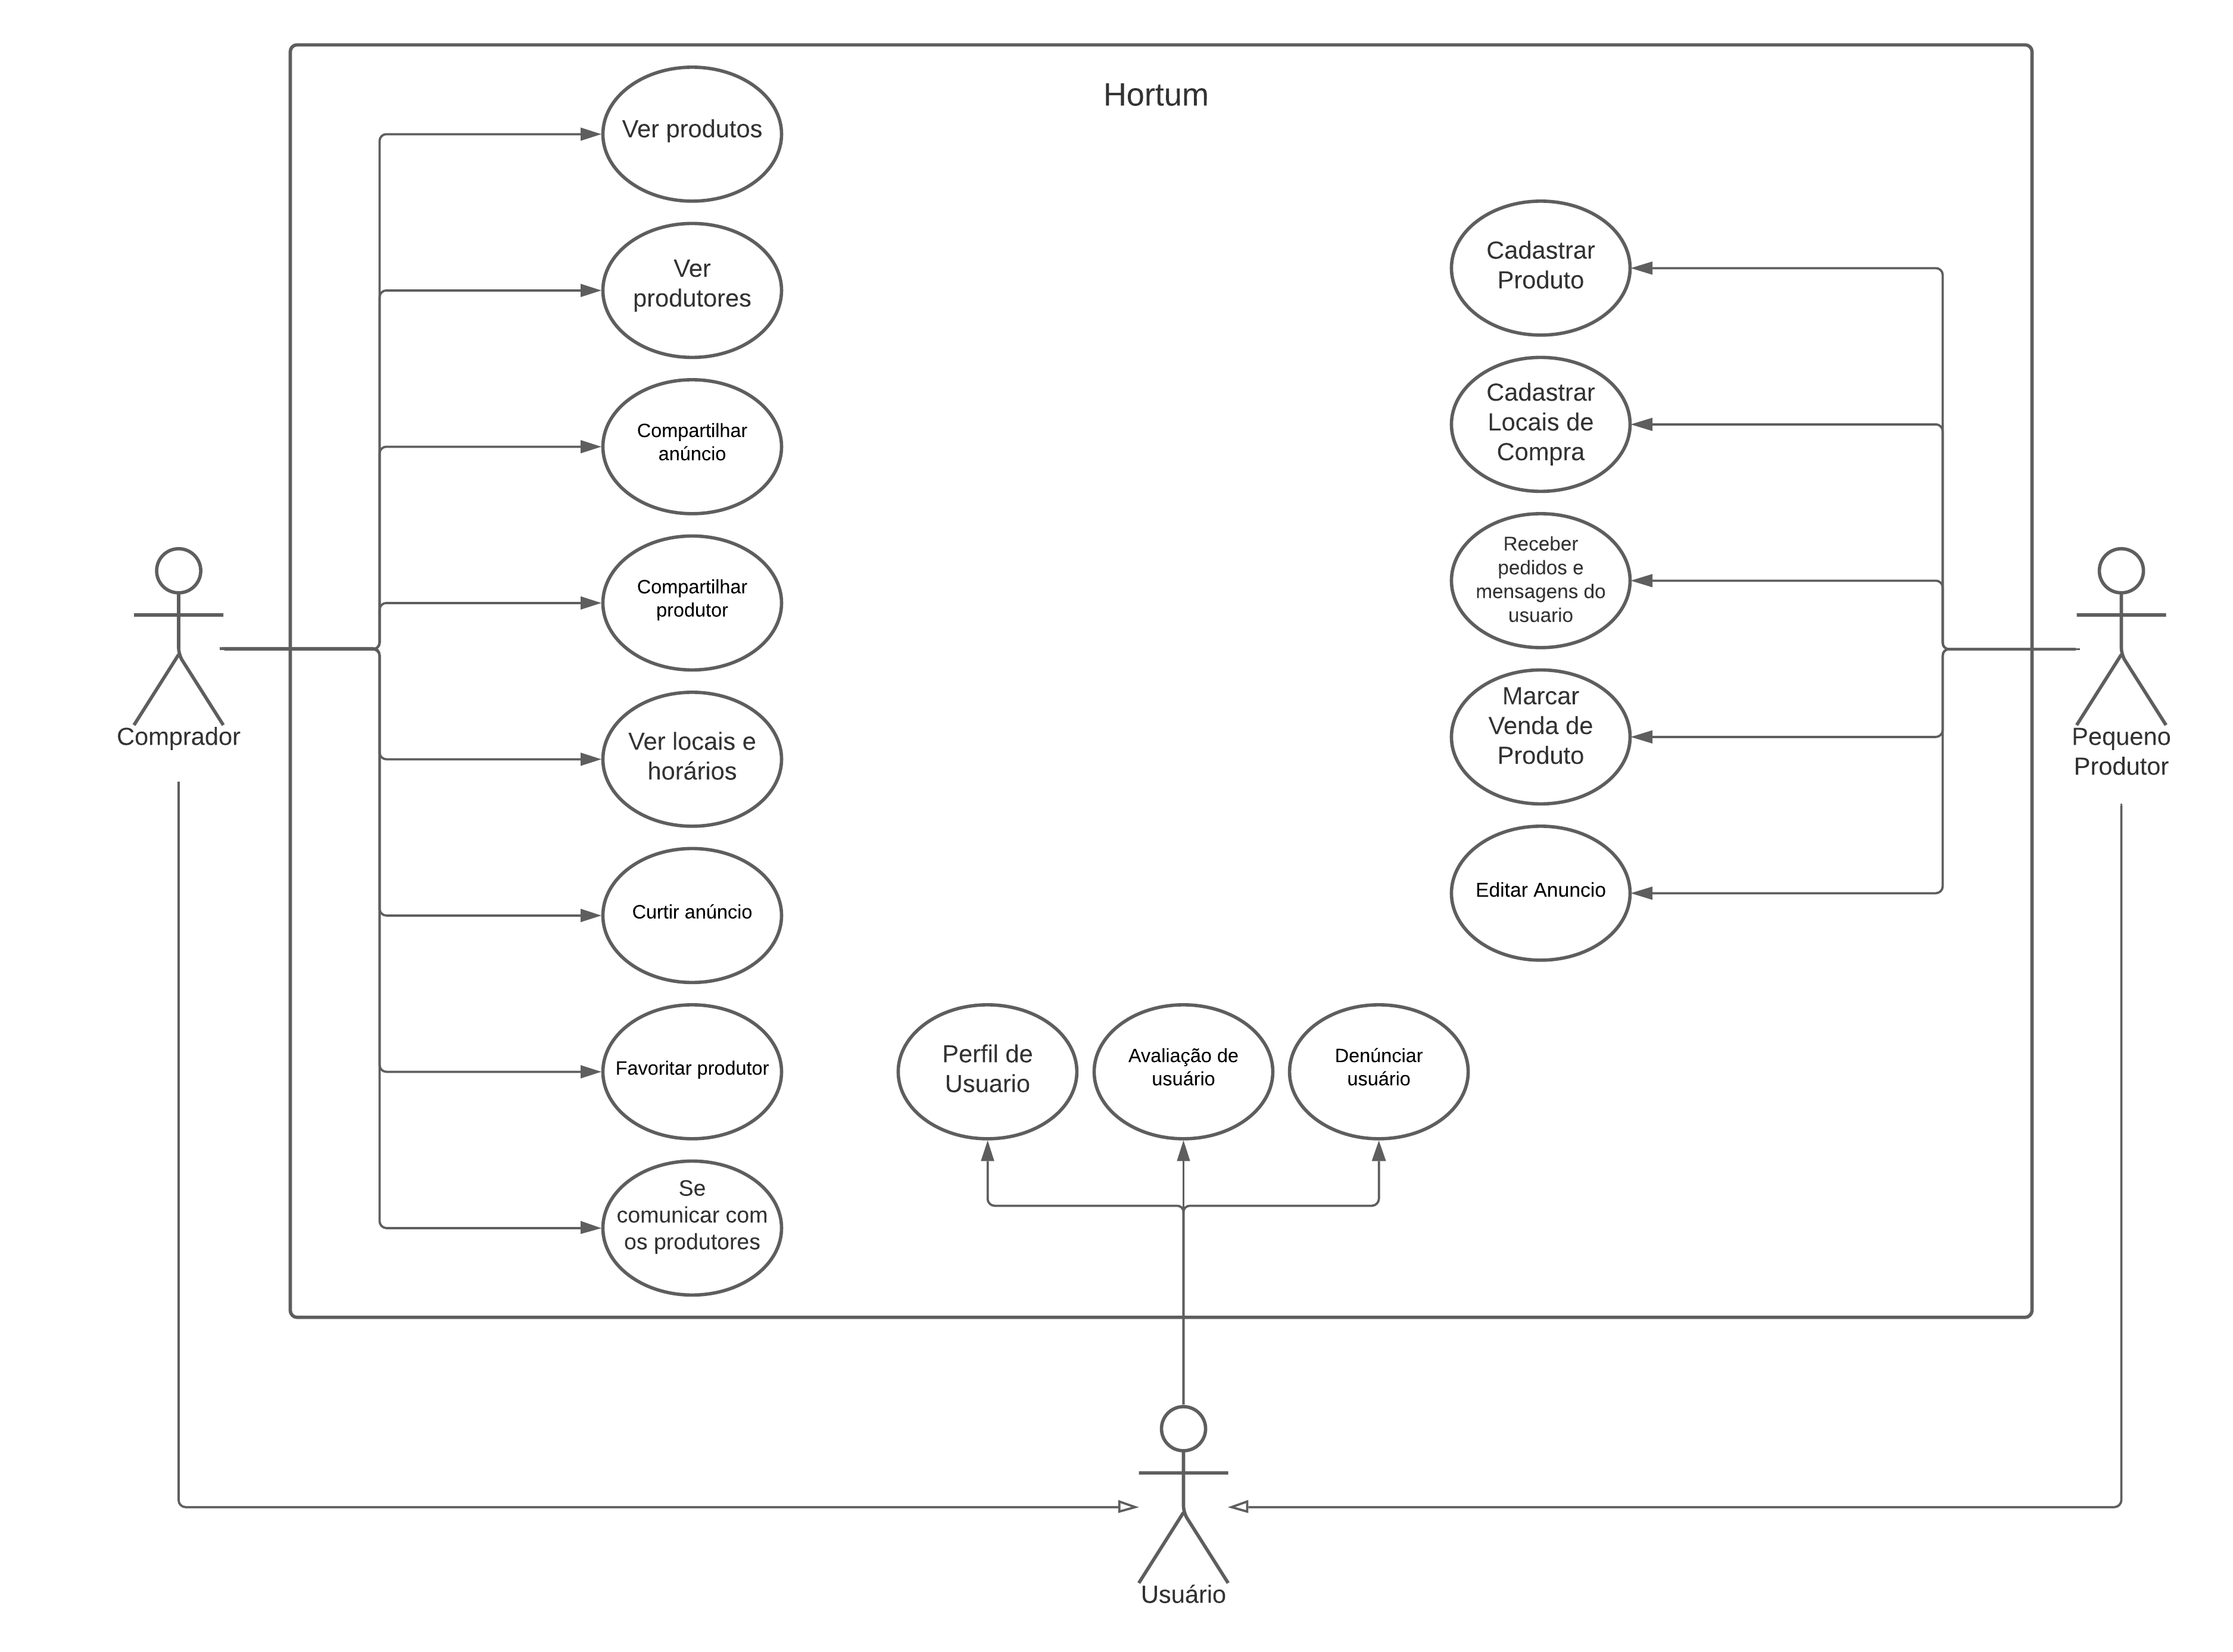 Hortum
Ver produtos
Ver
produtores
Compartilhar
anúncio
Compartilhar
produtor
Ver locais e
horários
Curtir anúncio
Favoritar produtor
Se
comunicar com
os produtores
Cadastrar
Produto
Cadastrar
Locais de
Compra
Receber
pedidos e
mensagens do
usuario
Marcar
Venda de
Produto
Editar Anuncio
Perfil de
Usuario
Avaliação de
usuário
Denúnciar
usuário
Comprador
Pequeno
Produtor
Usuário